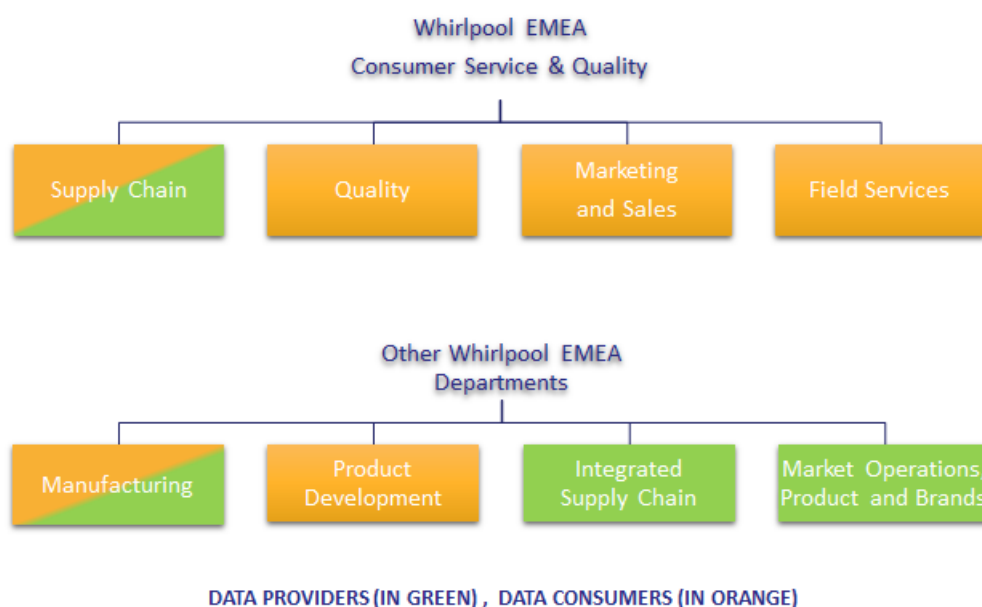 Whirlpool EMEA
Consumer Service & Quality
Supply Chain
Quality
Marketing
and Sales
Field Services
Other Whirlpool EMEA
Departments
Manufacturing
Product
Development
Integrated
Supply Chain
Market Operations,
Product and Brands
DATA PROVIDERS (IN GREEN) , DATA CONSUMERS (IN ORANGE)